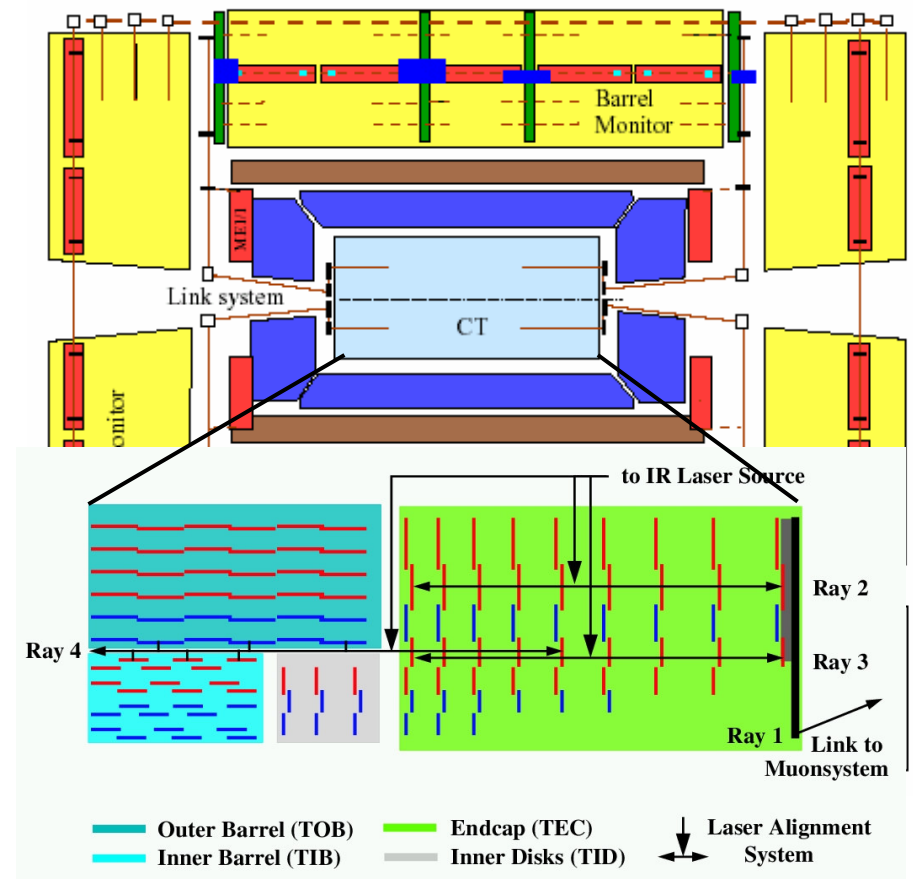 Barrel
Monitor
ME1/1
Link system
CT
onitor
to IR Laser Source
Ray 2
Ray 4
Ray 3
Ray 1
Link to
Muonsystem
Outer Barrel (TOB)
Endcap (TEC)
Laser Alignment
System
Inner Barrel (TIB)
Inner Disks (TID)